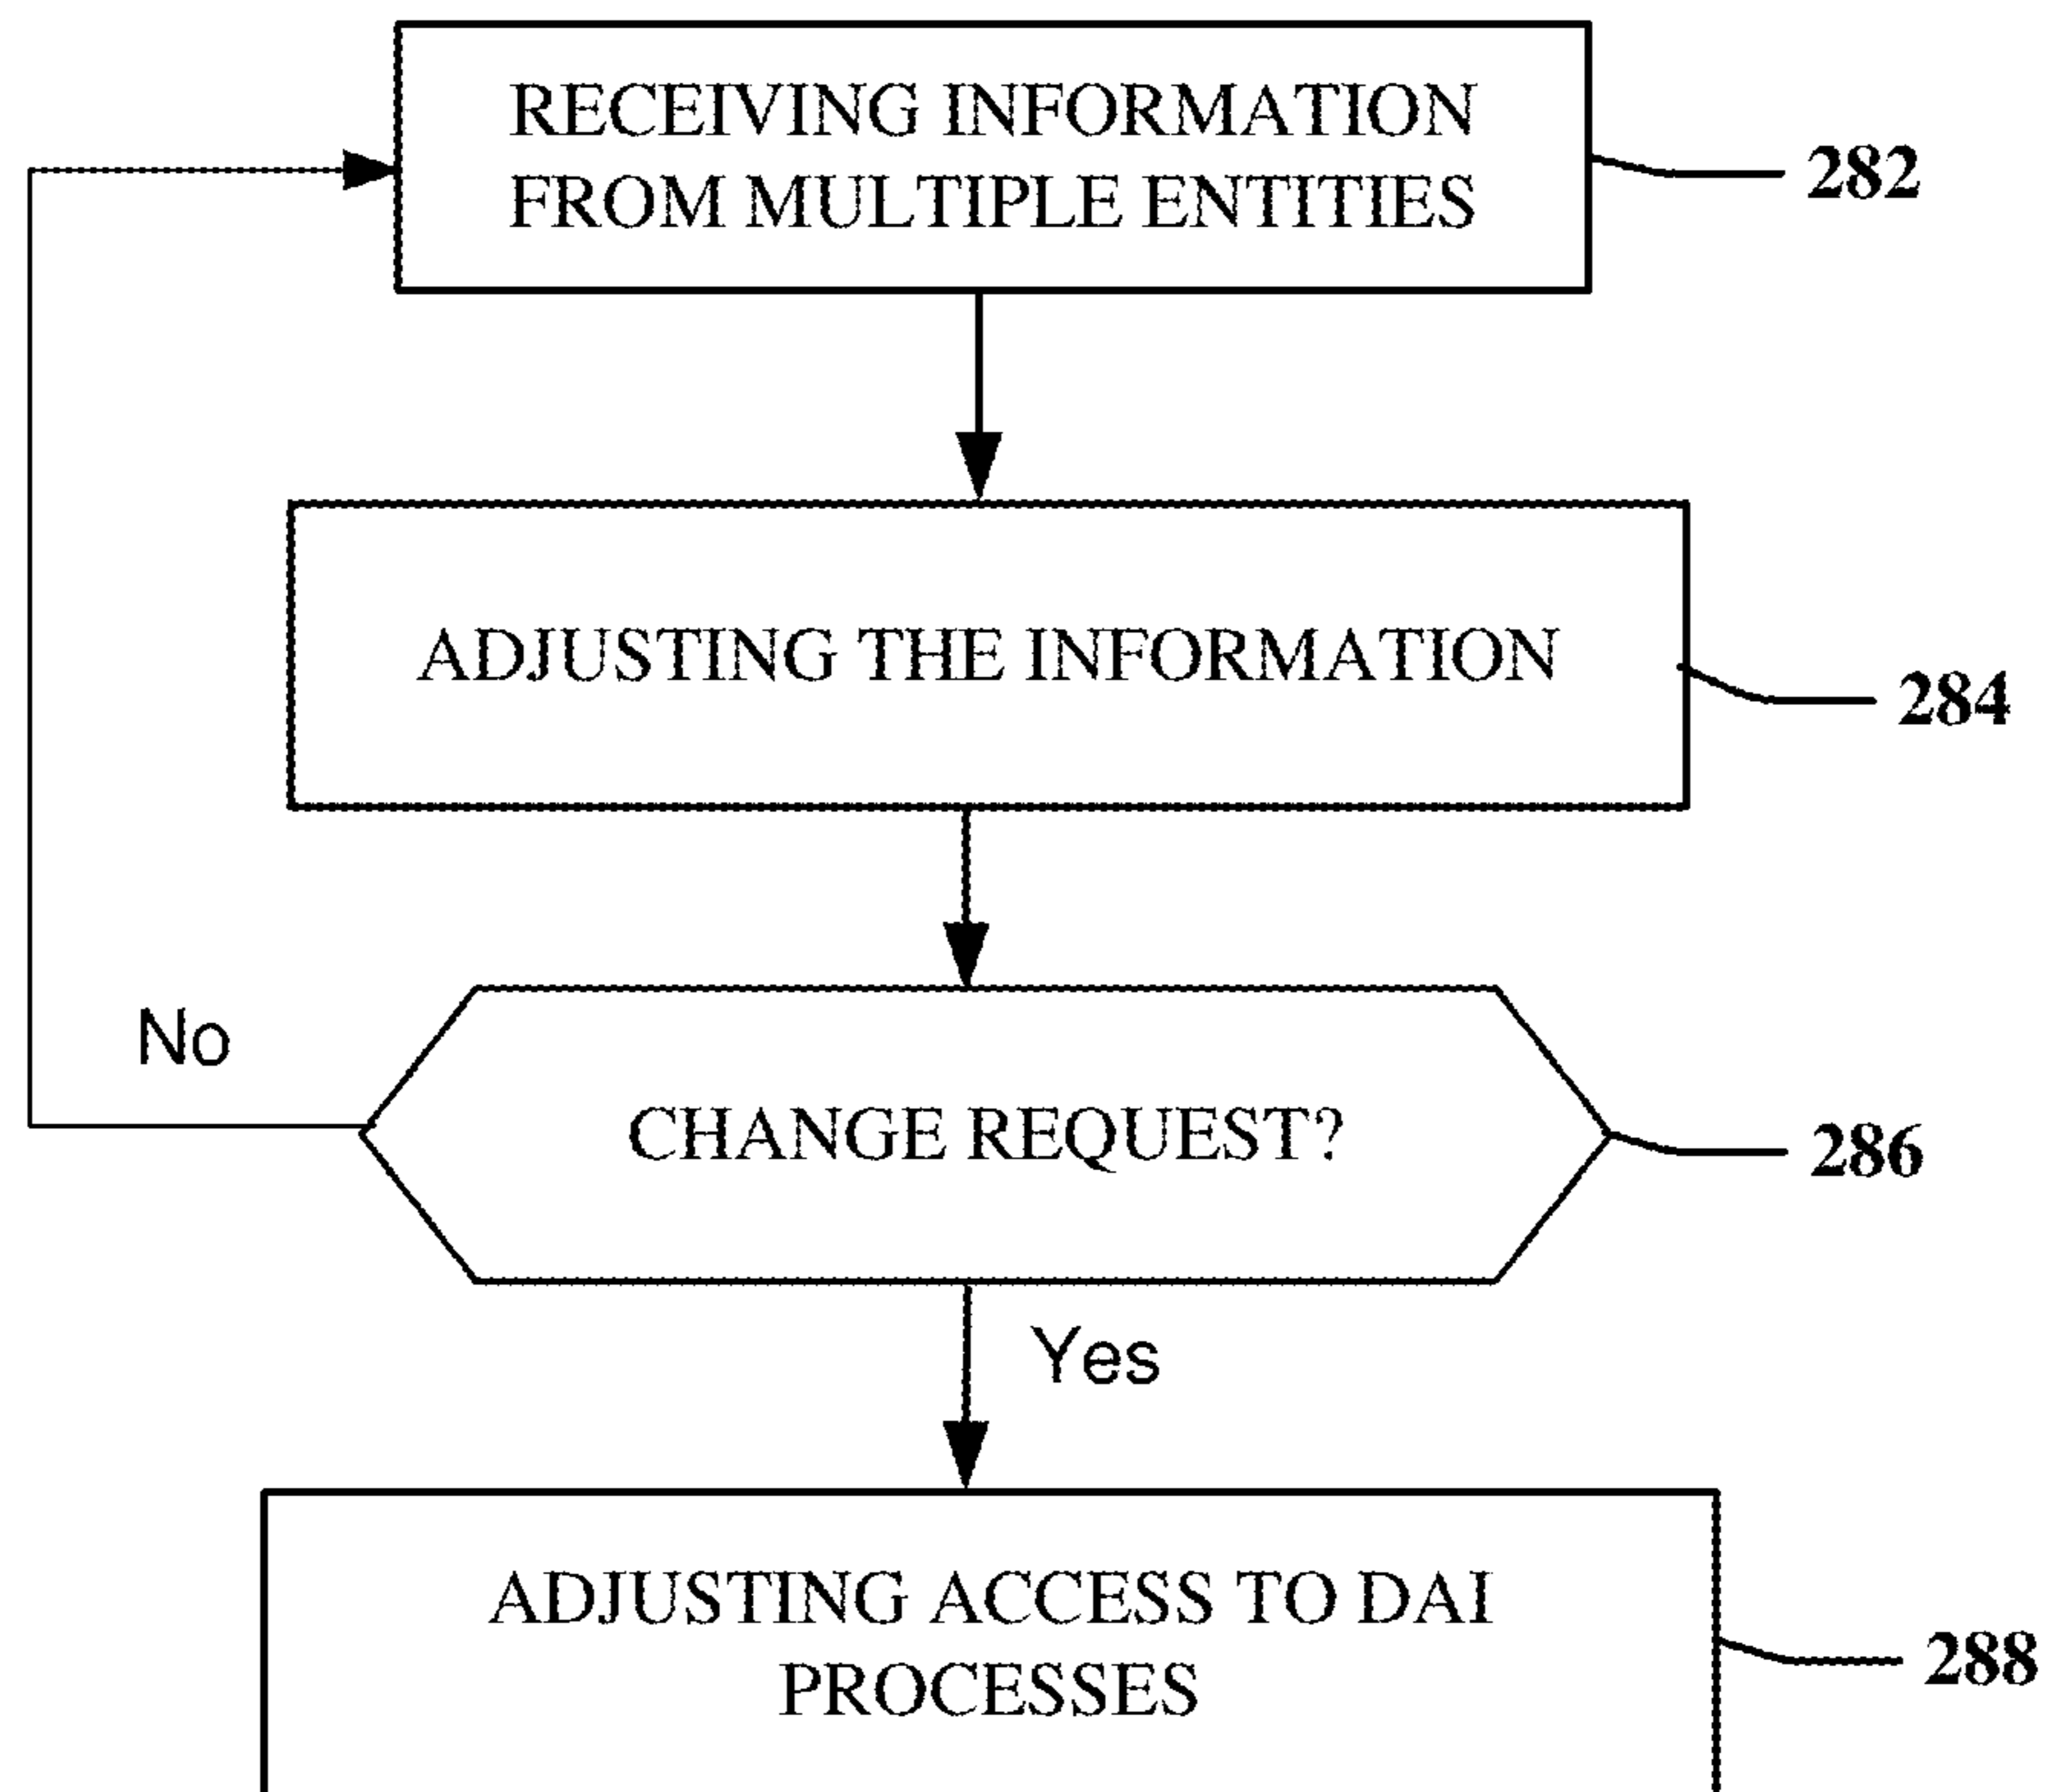 RECEIVING INFORMATION
FROM MULTIPLE ENTITIES
282
ADJUSTING THE INFORMATION
284
No
CHANGE REQUEST?
286
Yes
ADJUSTING ACCESS TO DAI
PROCESSES
288